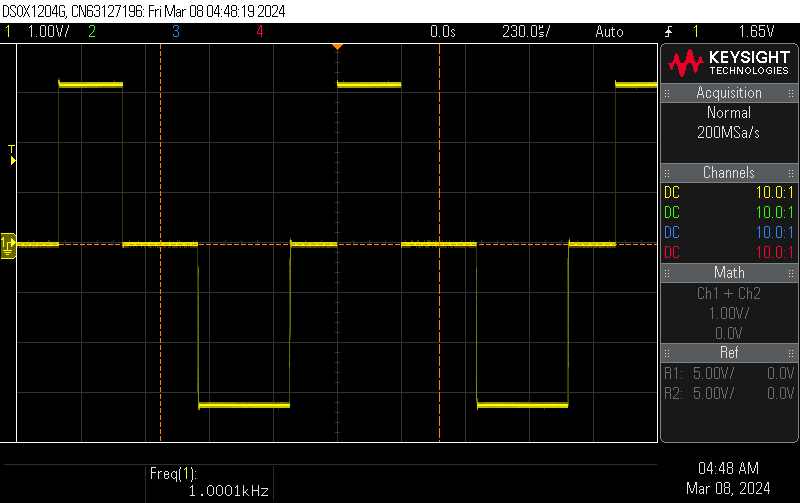 DSOX1204G, CN63127196: Fri Mar 08 04:48:19 2024
1 1.00V/ 2 3 4 0.0s 230.0㎲/ Auto 1 1.65V
KEYSIGHT
TECHNOLOGIES
Acquisition
Normal
200MSa/s
T
Channels
DC 10.0:1
DC 10.0:1
1
DC 10.0:1
DC 10.0:1
Math
Ch1 + Ch2
1.00V/
0.0V
Ref
R1: 5.00V/ 0.0V
R2: 5.00V/ 0.0V
Freq(1):
1.0001kHz
04:48 AM
Mar 08, 2024